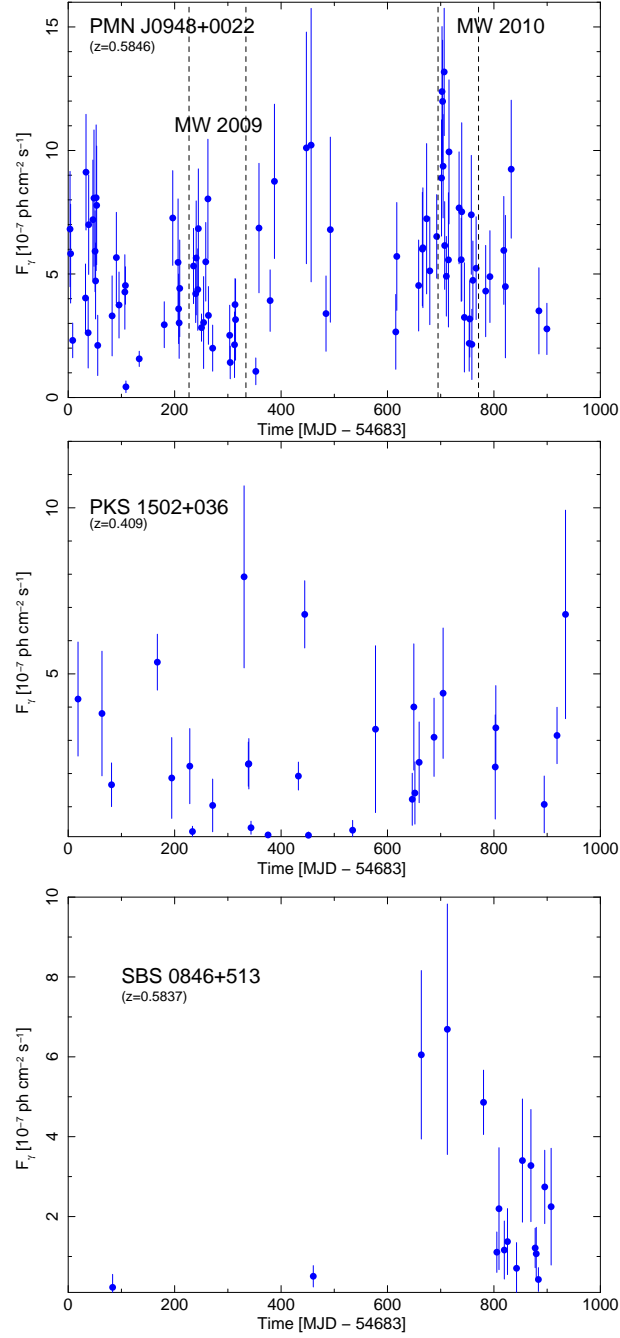 PMN J0948+0022
(z=0.5846)
MW 2009
MW 2010
0
5
10
15
Fγ [10⁻⁷ ph cm⁻² s⁻¹]
0 200 400 600 800 1000
Time [MJD − 54683]
PKS 1502+036
(z=0.409)
5
10
Fγ [10⁻⁷ ph cm⁻² s⁻¹]
0 200 400 600 800 1000
Time [MJD − 54683]
SBS 0846+513
(z=0.5837)
2
4
6
8
10
Fγ [10⁻⁷ ph cm⁻² s⁻¹]
0 200 400 600 800 1000
Time [MJD − 54683]